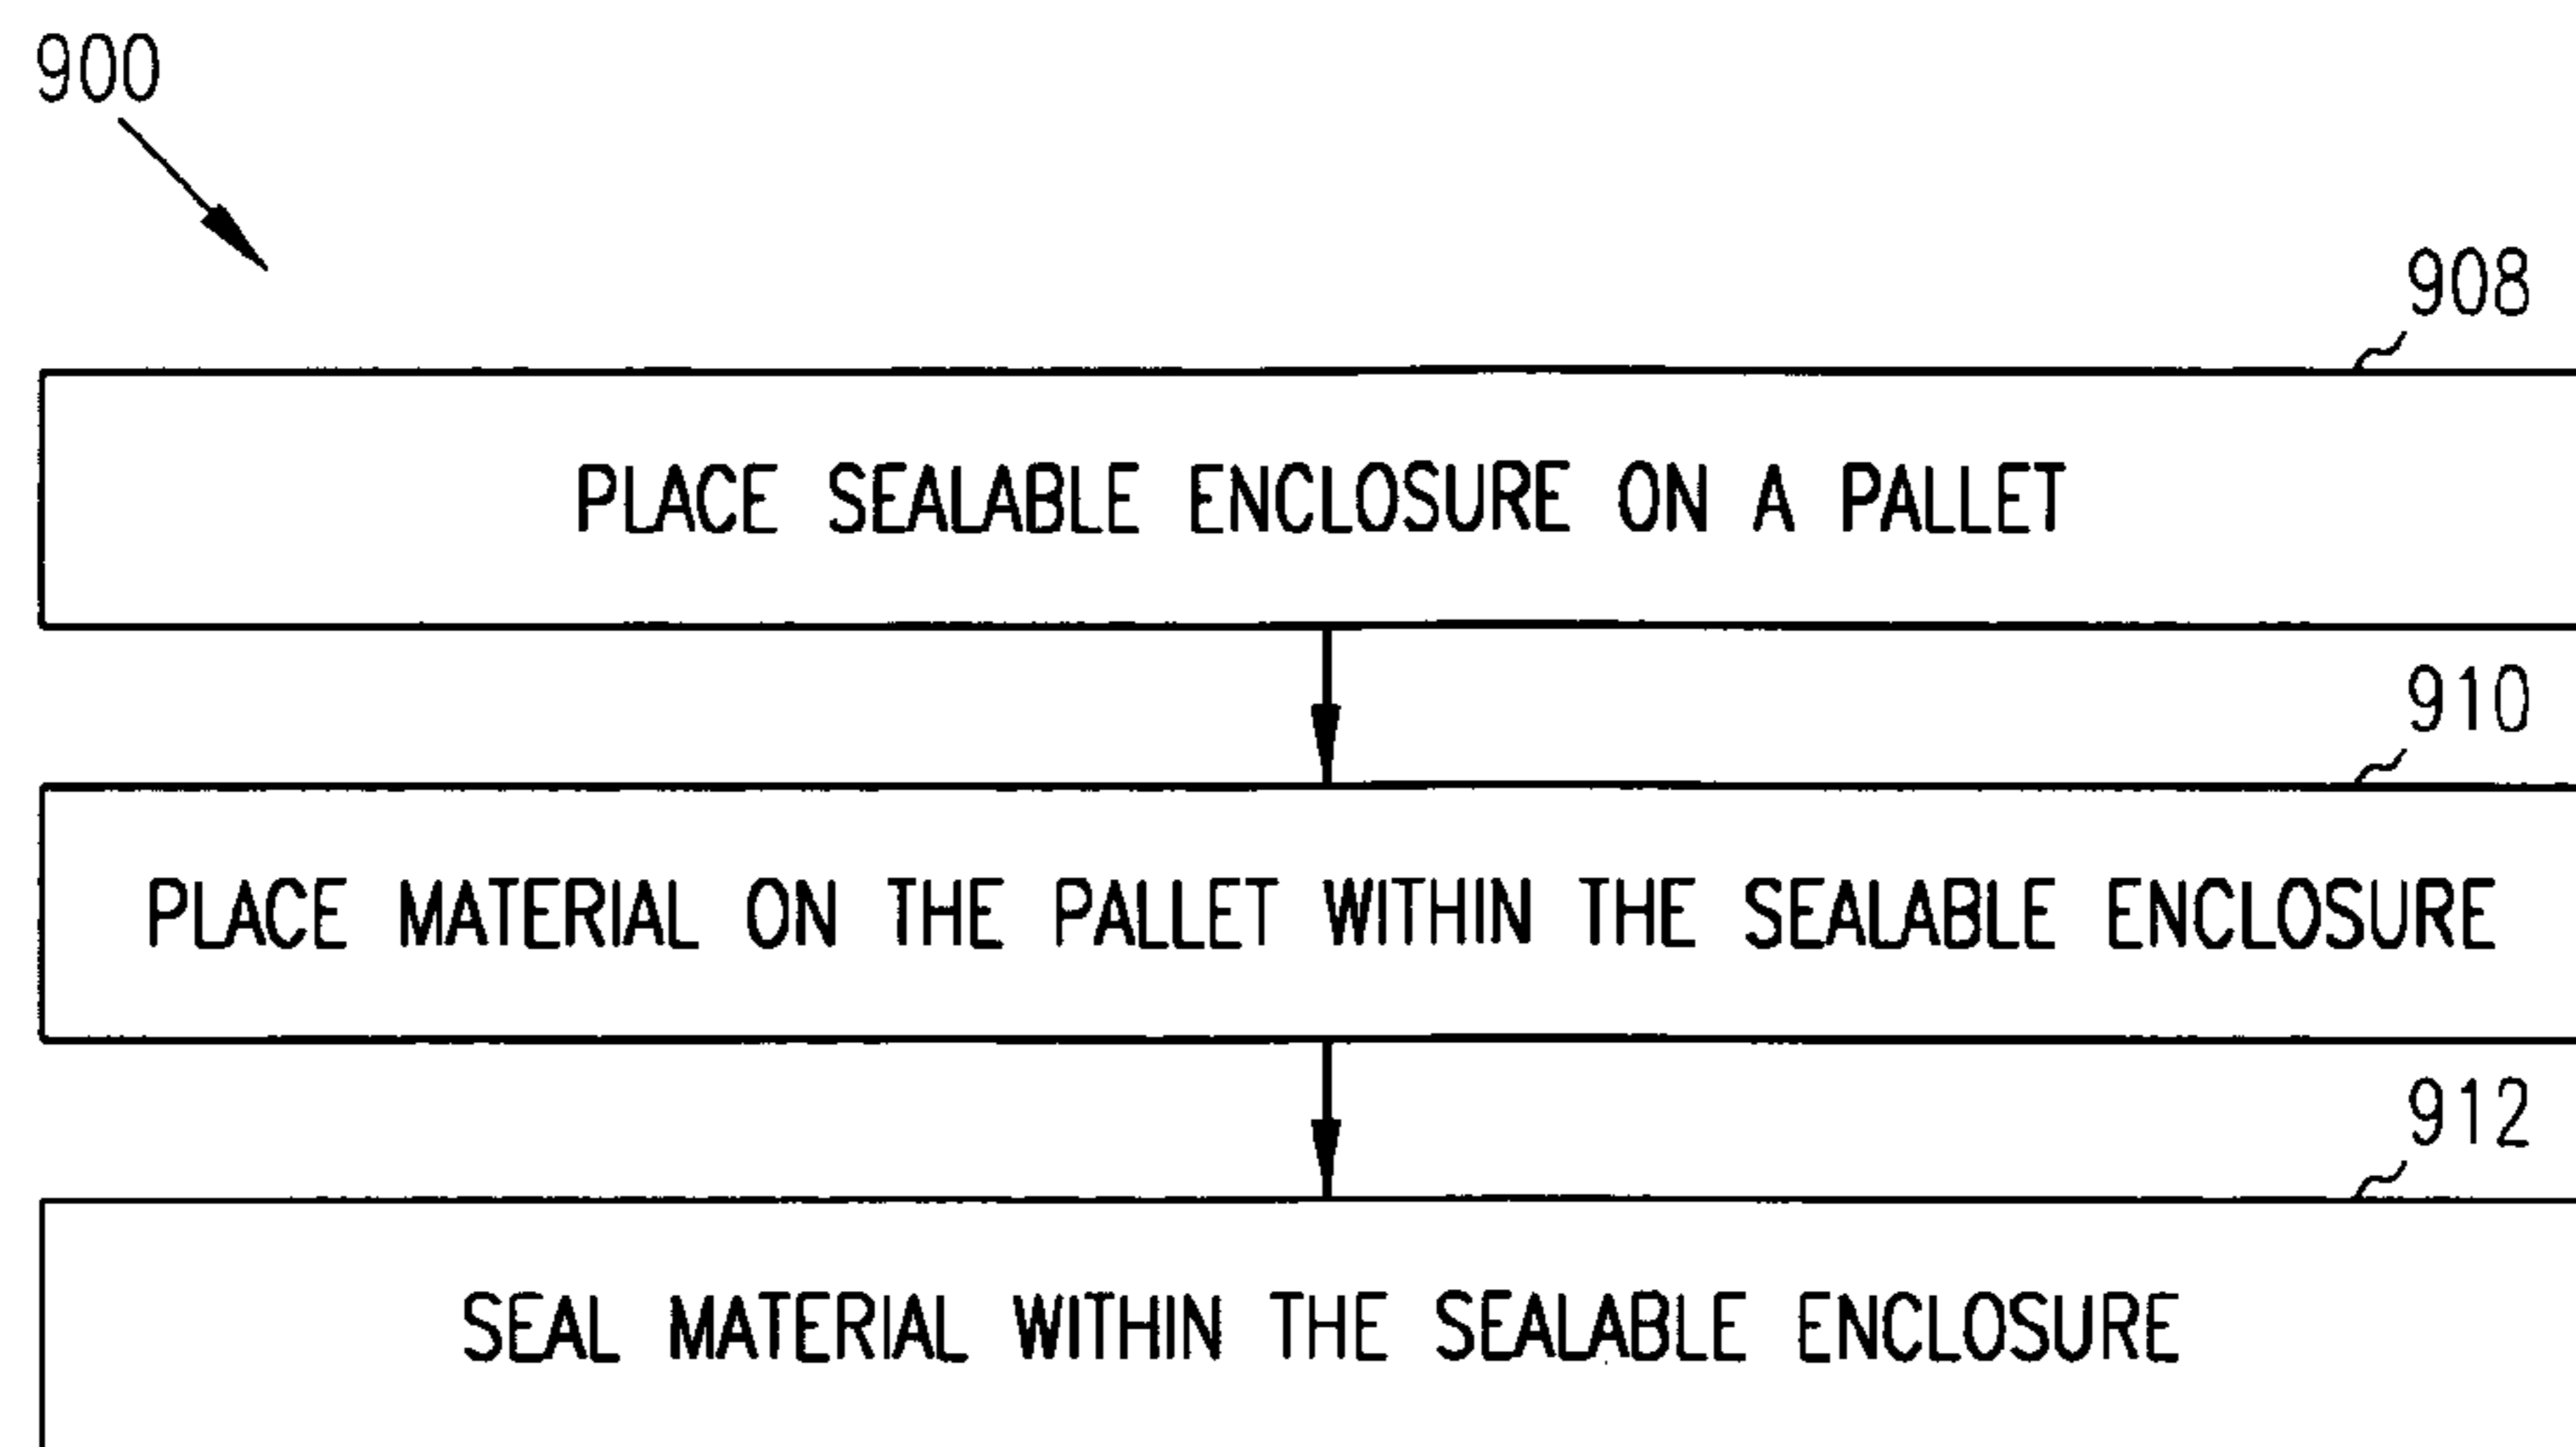 900
908
PLACE SEALABLE ENCLOSURE ON A PALLET
910
PLACE MATERIAL ON THE PALLET WITHIN THE SEALABLE ENCLOSURE
912
SEAL MATERIAL WITHIN THE SEALABLE ENCLOSURE